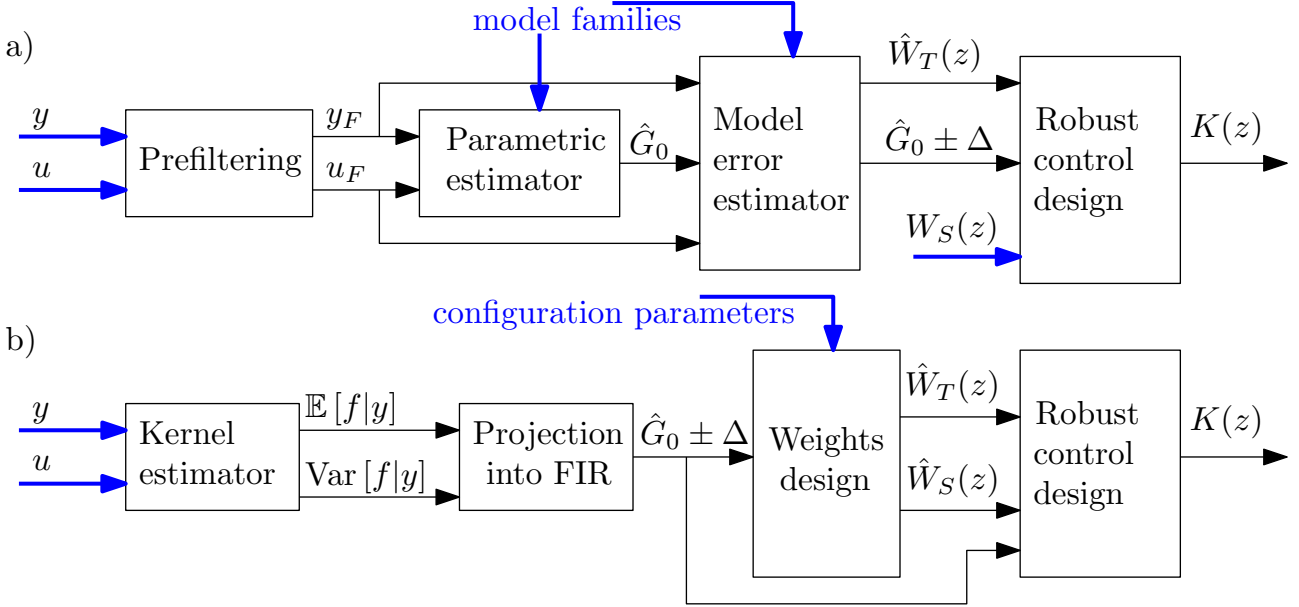 model families
a)
y
u
Prefiltering
y_F
u_F
Parametric
estimator
Ĝ_0
Model
error
estimator
Ŵ_T(z)
Ĝ_0 ± Δ
W_S(z)
Robust
control
design
K(z)
configuration parameters
b)
y
u
Kernel
estimator
𝔼 [f|y]
Var [f|y]
Projection
into FIR
Ĝ_0 ± Δ
Weights
design
Ŵ_T(z)
Ŵ_S(z)
Robust
control
design
K(z)